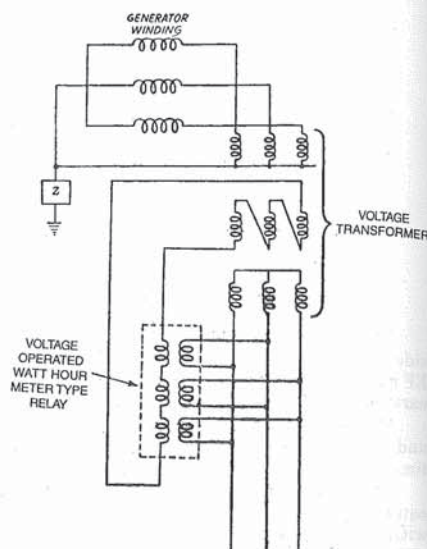 GENERATOR
WINDING
Z
VOLTAGE
TRANSFORMER
VOLTAGE
OPERATED
WATT HOUR
METER TYPE
RELAY